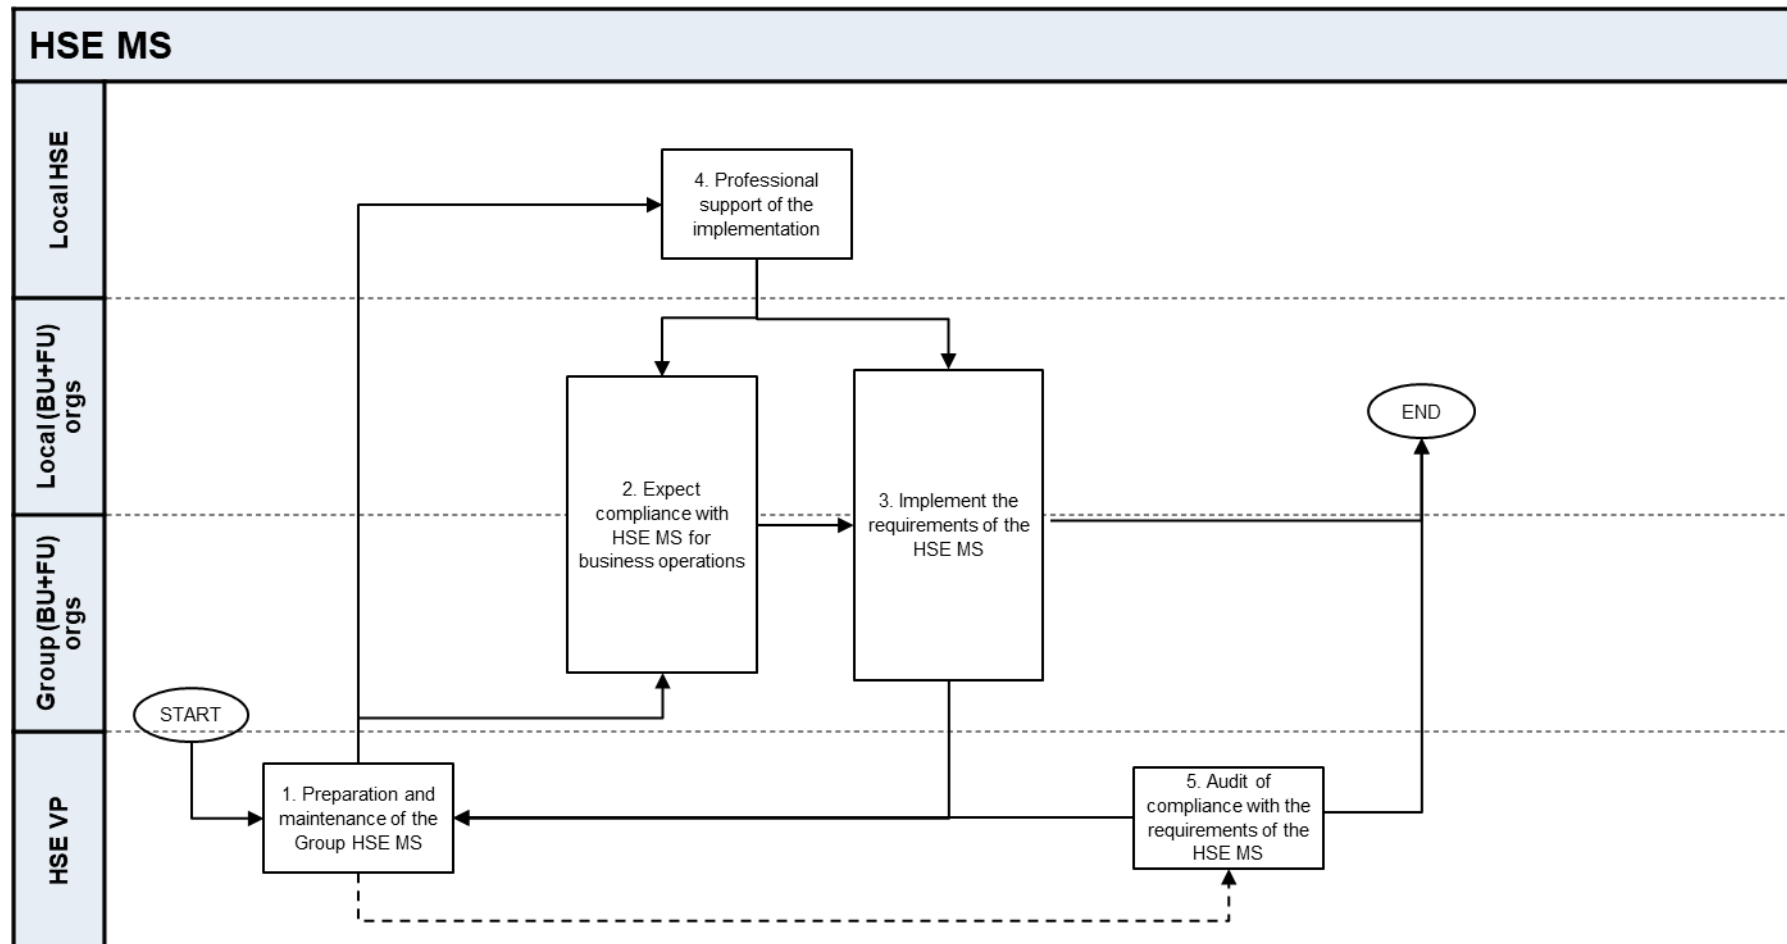 HSE MS
Local HSE
4. Professional
support of the
implementation
Local (BU+FU)
orgs
END
2. Expect
compliance with
HSE MS for
business operations
3. Implement the
requirements of the
HSE MS
Group (BU+FU)
orgs
START
HSE VP
1. Preparation and
maintenance of the
Group HSE MS
5. Audit of
compliance with the
requirements of the
HSE MS